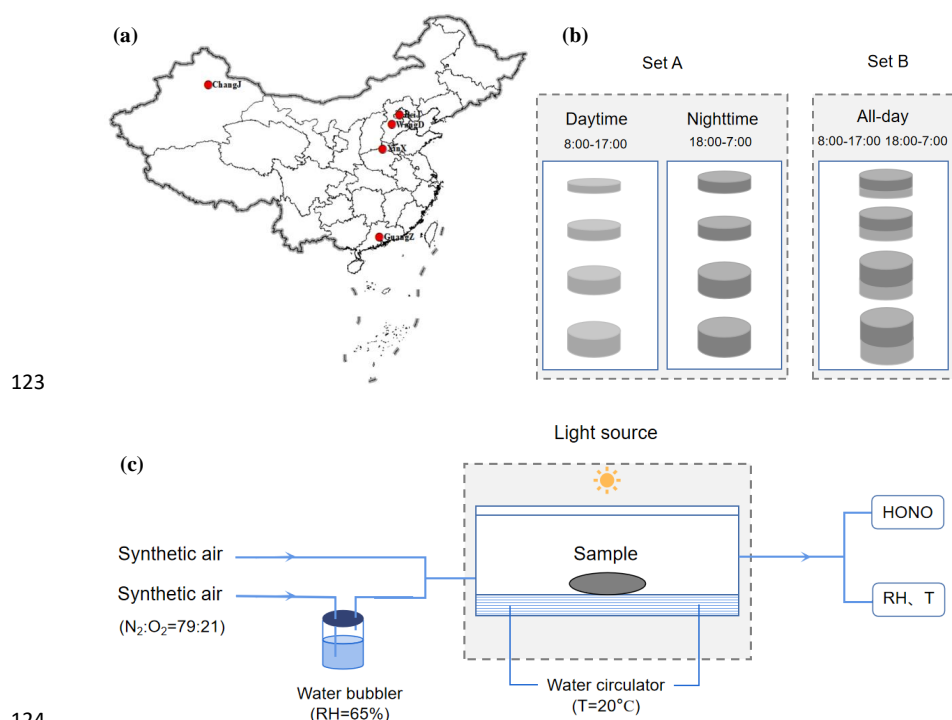 (a)
ChangJ
BeiJ
WangD
XinX
GuangZ
(b)
Set A
Set B
Daytime
8:00-17:00
Nighttime
18:00-7:00
All-day
8:00-17:00 18:00-7:00
123
(c)
Light source
Synthetic air
Synthetic air
(N₂:O₂=79:21)
Water bubbler
(RH=65%)
Sample
Water circulator
(T=20°C)
HONO
RH、T
124